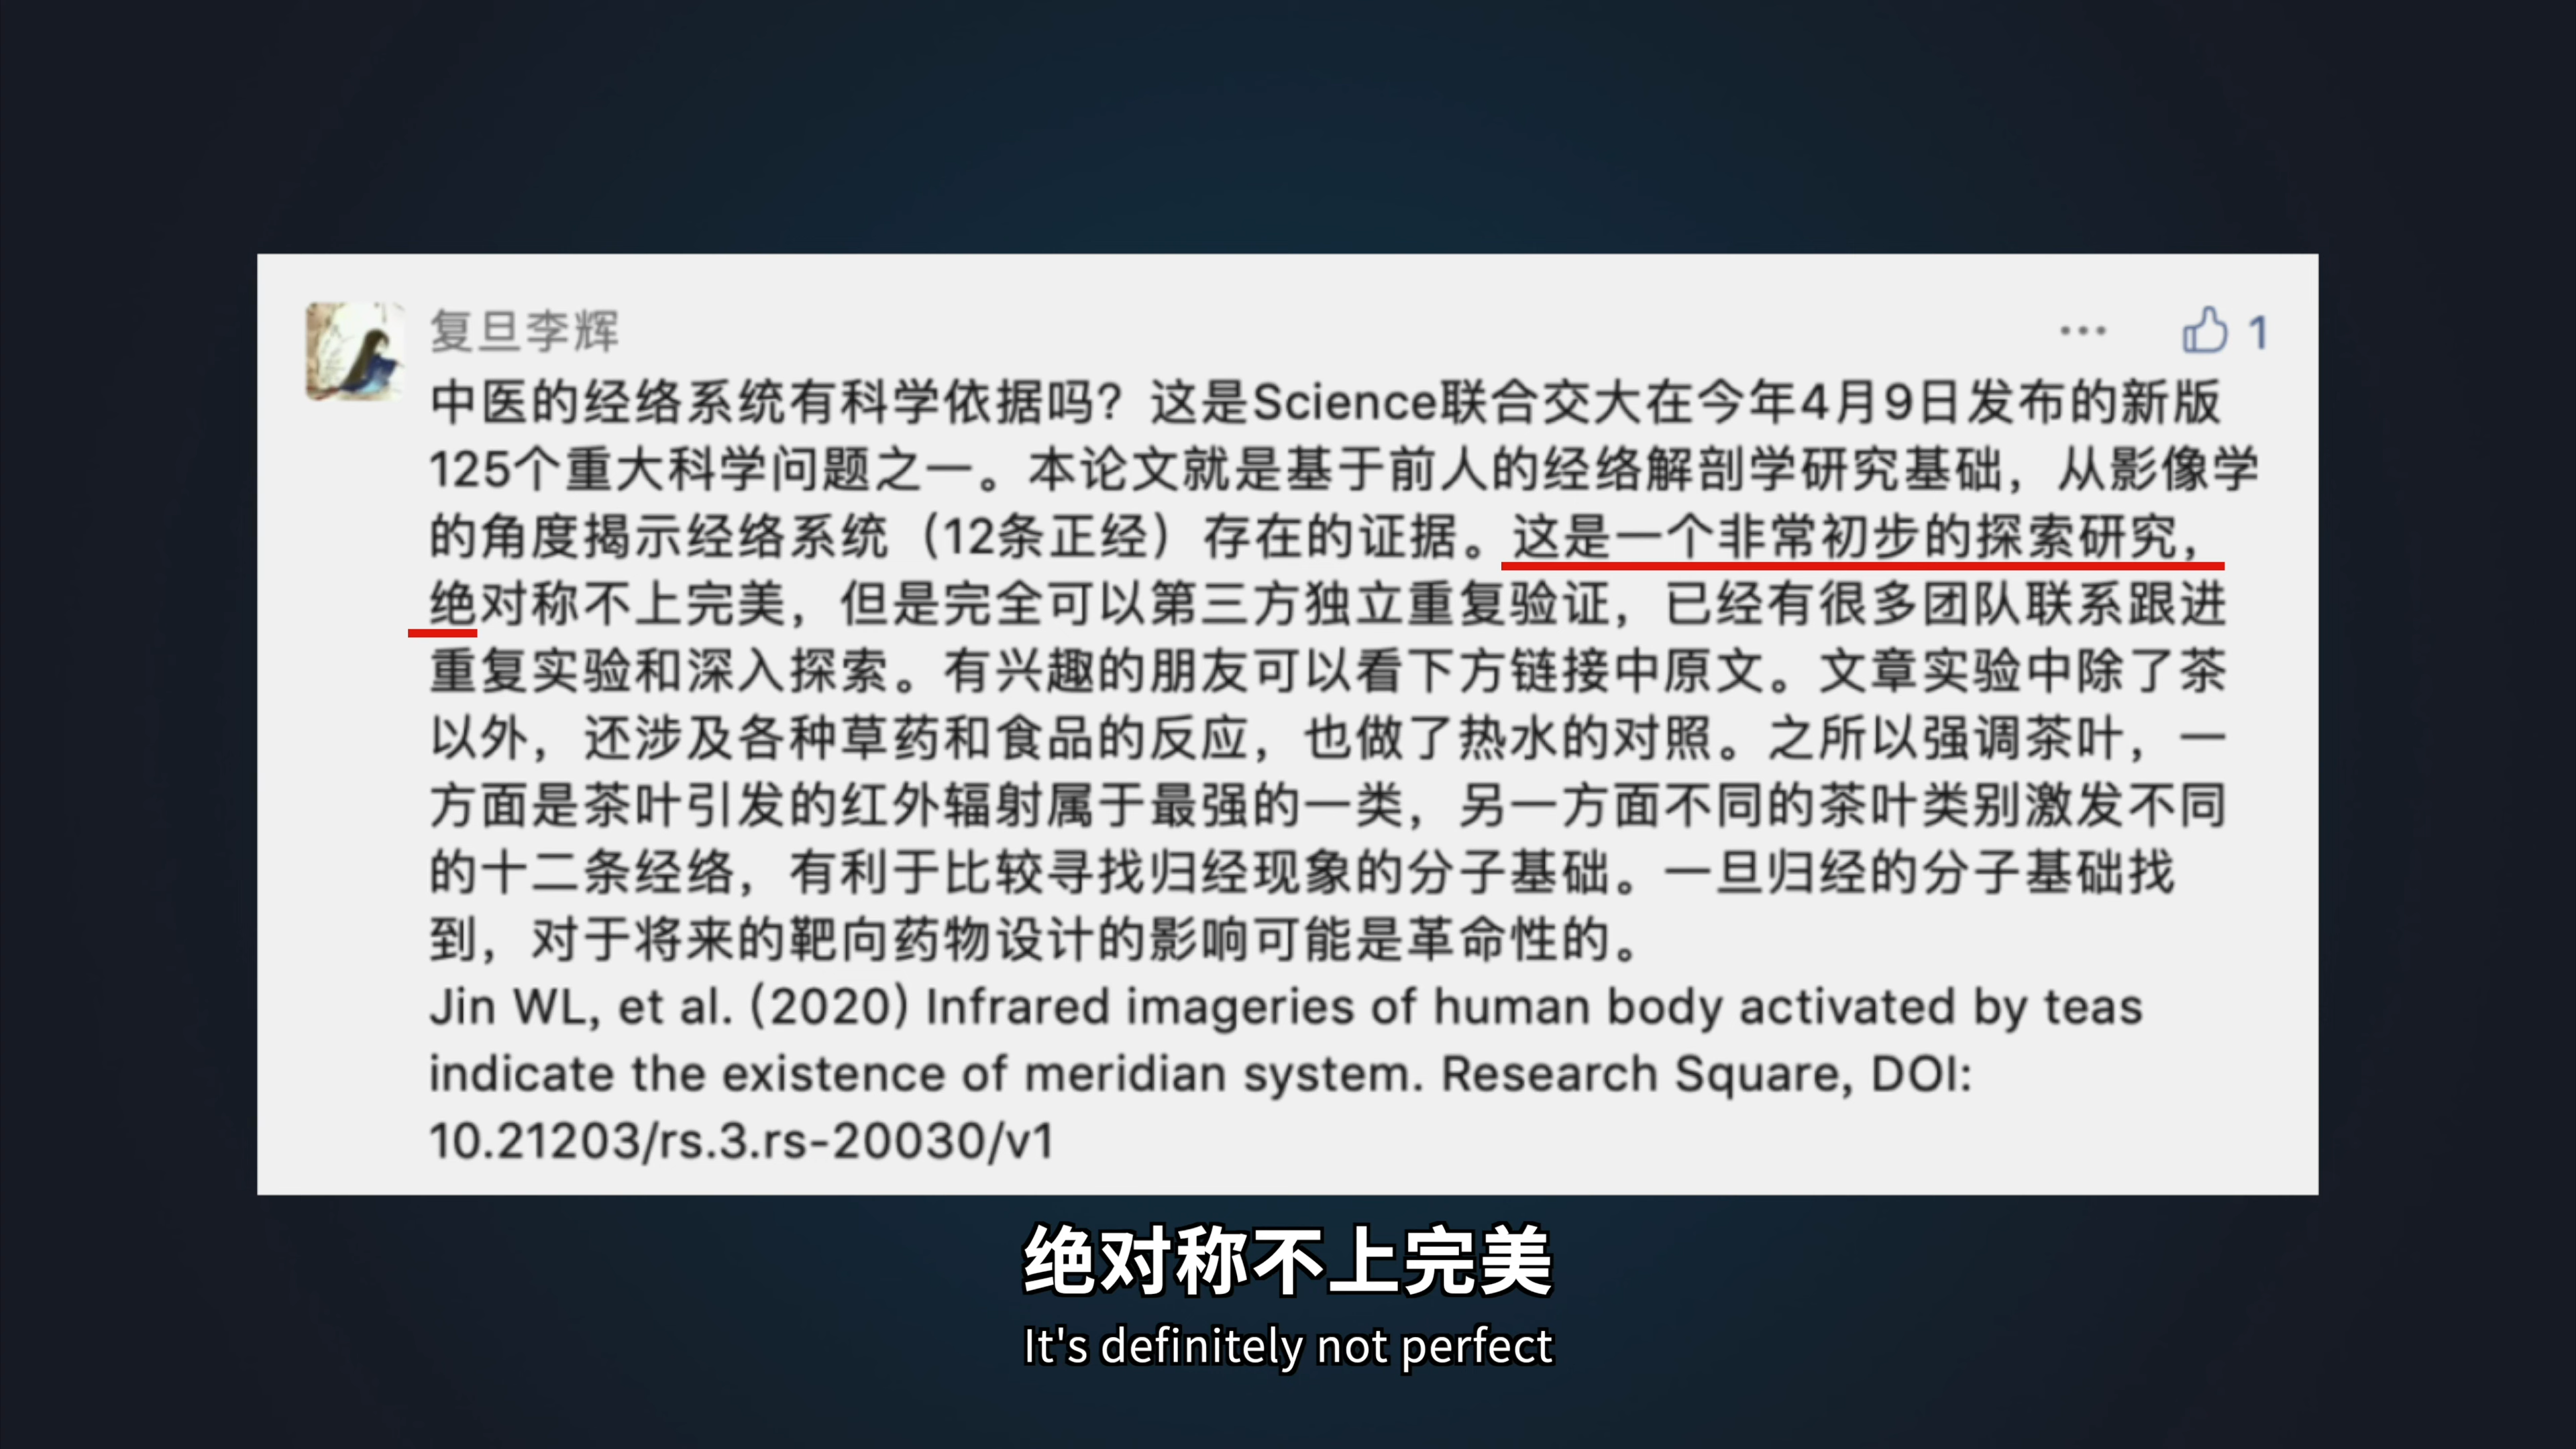 复旦李辉
1
中医的经络系统有科学依据吗？这是Science联合交大在今年4月9日发布的新版
125个重大科学问题之一。本论文就是基于前人的经络解剖学研究基础，从影像学
的角度揭示经络系统（12条正经）存在的证据。这是一个非常初步的探索研究，
绝对称不上完美，但是完全可以第三方独立重复验证，已经有很多团队联系跟进
重复实验和深入探索。有兴趣的朋友可以看下方链接中原文。文章实验中除了茶
以外，还涉及各种草药和食品的反应，也做了热水的对照。之所以强调茶叶，一
方面是茶叶引发的红外辐射属于最强的一类，另一方面不同的茶叶类别激发不同
的十二条经络，有利于比较寻找归经现象的分子基础。一旦归经的分子基础找
到，对于将来的靶向药物设计的影响可能是革命性的。
Jin WL, et al. (2020) Infrared imageries of human body activated by teas
indicate the existence of meridian system. Research Square, DOI:
10.21203/rs.3.rs-20030/v1
绝对称不上完美
It's definitely not perfect